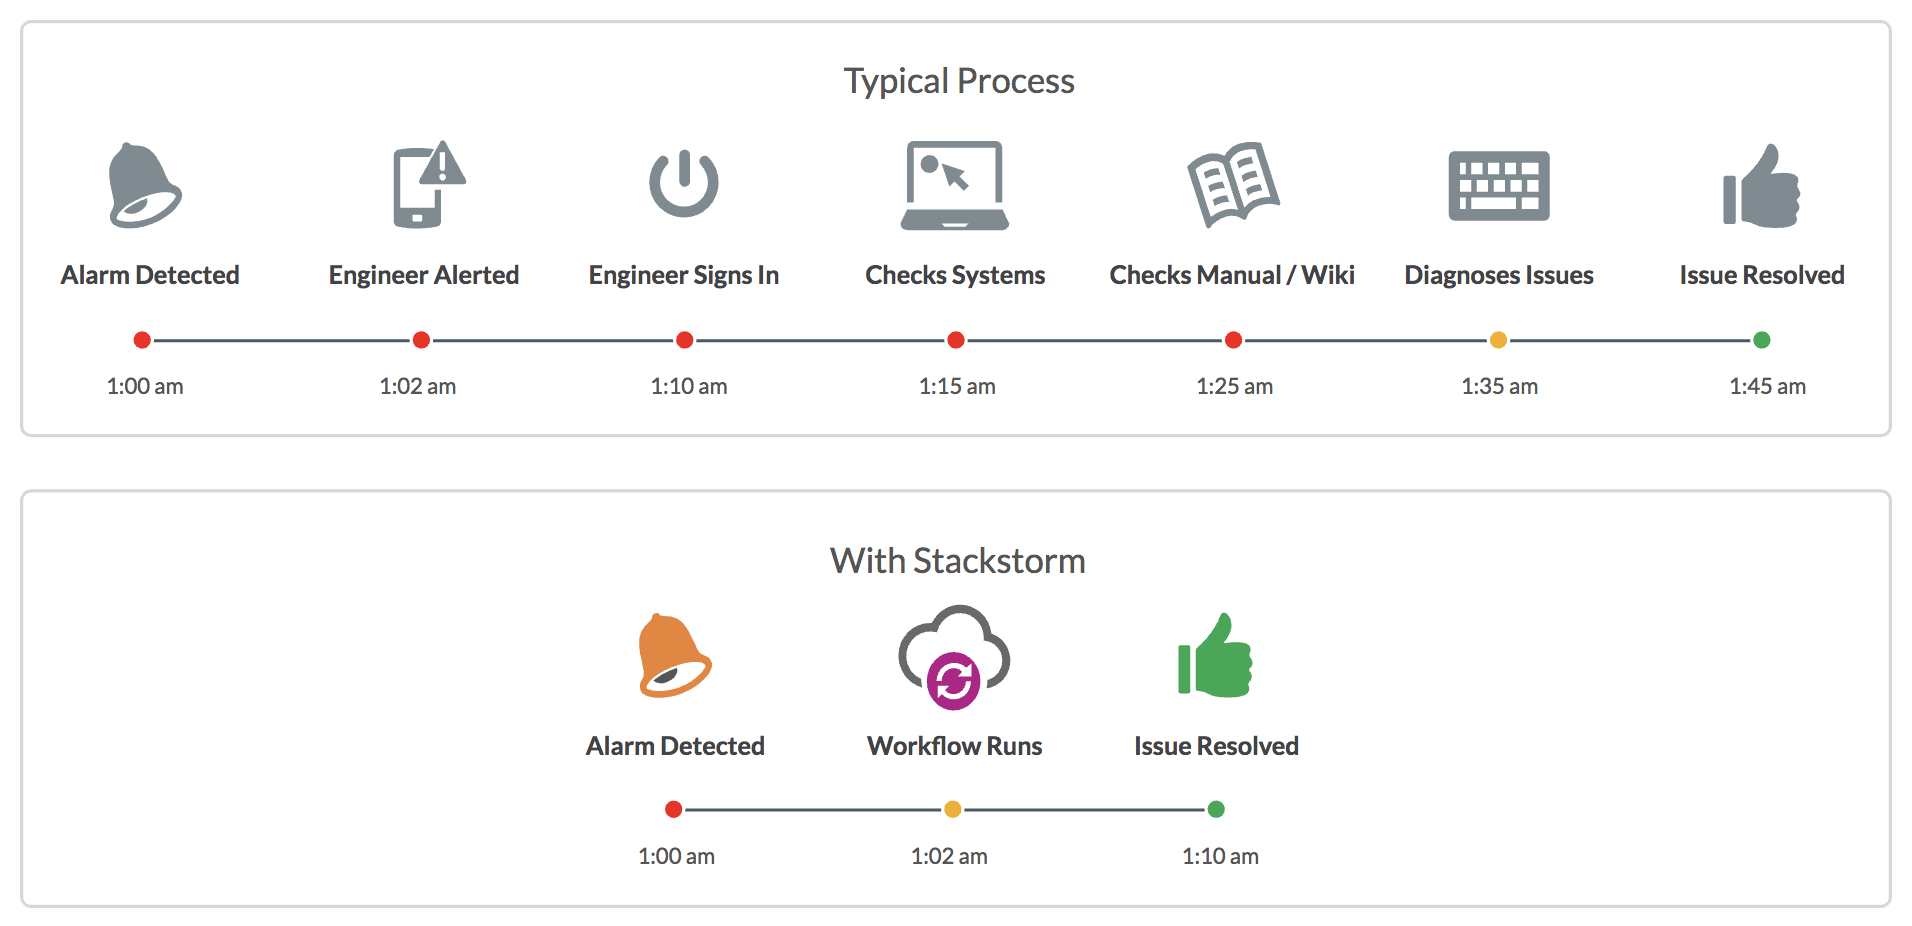 Typical Process
Alarm Detected Engineer Alerted Engineer Signs In Checks Systems Checks Manual / Wiki Diagnoses Issues Issue Resolved
1:00 am 1:02 am 1:10 am 1:15 am 1:25 am 1:35 am 1:45 am
With Stackstorm
Alarm Detected Workflow Runs Issue Resolved
1:00 am 1:02 am 1:10 am